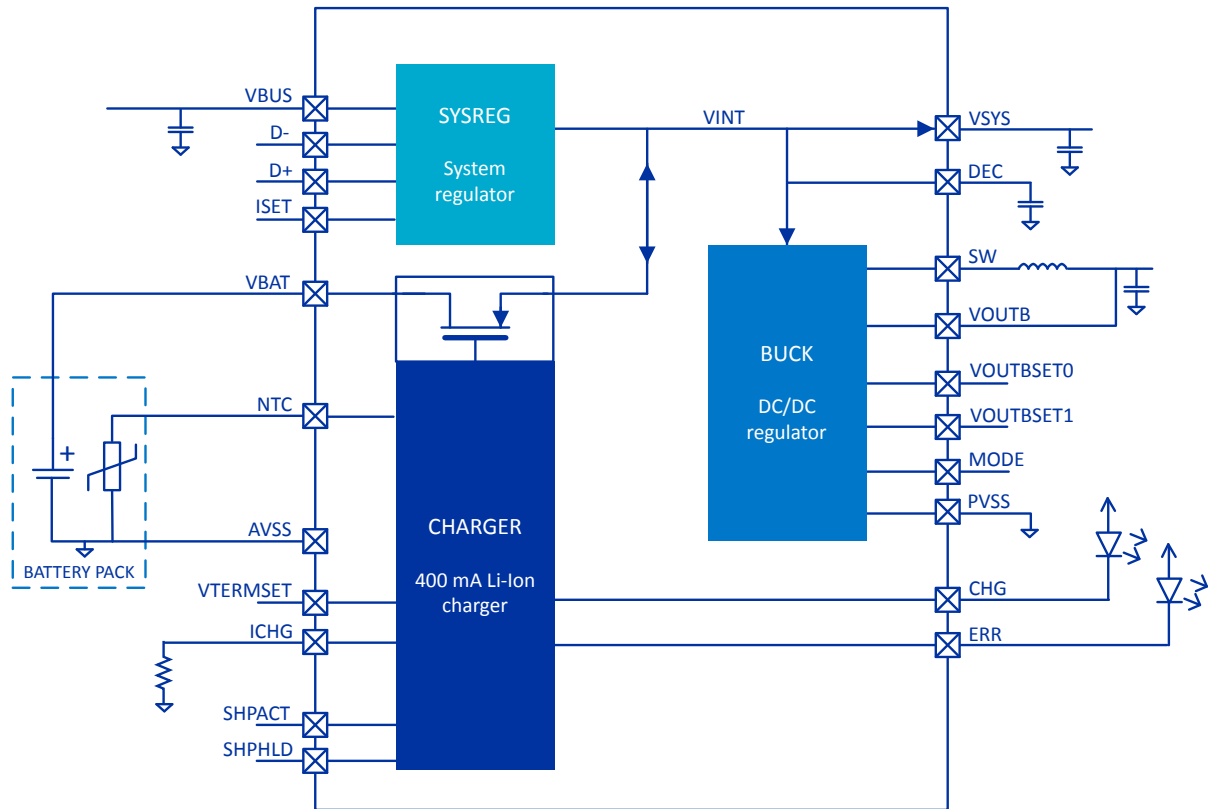 VBUS
D-
D+
ISET
VBAT
NTC
AVSS
VTERMSET
ICHG
SHPACT
SHPHLD
+
BATTERY PACK
SYSREG
System
regulator
CHARGER
400 mA Li-Ion
charger
VINT
BUCK
DC/DC
regulator
VSYS
DEC
SW
VOUTB
VOUTBSET0
VOUTBSET1
MODE
PVSS
CHG
ERR